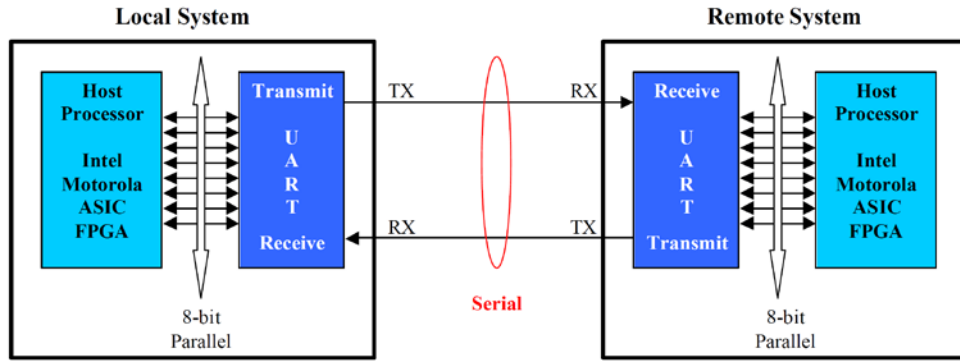 Local System
Remote System
Host
Processor
Intel
Motorola
ASIC
FPGA
8-bit
Parallel
Transmit
U
A
R
T
Receive
TX
RX
RX
TX
Serial
Receive
U
A
R
T
Transmit
8-bit
Parallel
Host
Processor
Intel
Motorola
ASIC
FPGA